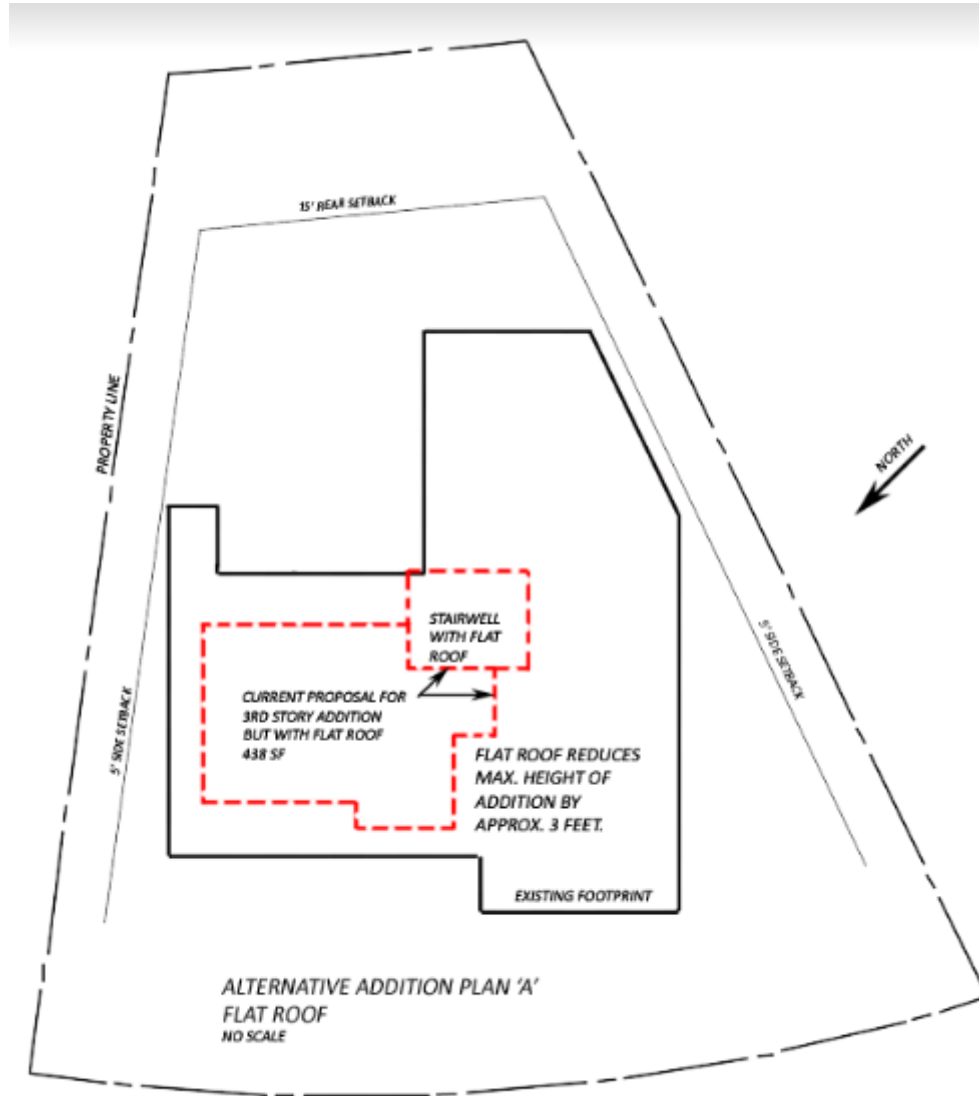 15' REAR SETBACK
PROPERTY LINE
NORTH
STAIRWELL
WITH FLAT
ROOF
5' SIDE SETBACK
CURRENT PROPOSAL FOR
3RD STORY ADDITION
BUT WITH FLAT ROOF
438 SF
5' SIDE SETBACK
FLAT ROOF REDUCES
MAX. HEIGHT OF
ADDITION BY
APPROX. 3 FEET.
EXISTING FOOTPRINT
ALTERNATIVE ADDITION PLAN 'A'
FLAT ROOF
NO SCALE